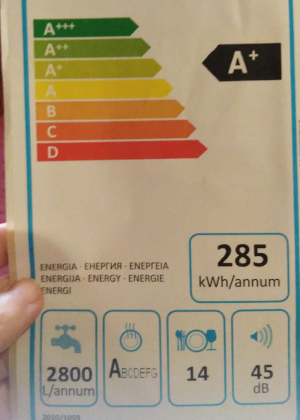 A+++
A++
A+
A
B
C
D
A+
285
kWh/annum
ENERGIA · ЕНЕРГИЯ · ΕΝΕΡΓΕΙΑ
ENERGIJA · ENERGY · ENERGIE
ENERGI
2800
L/annum
ABCDEFG
14
45
dB
2010/1059